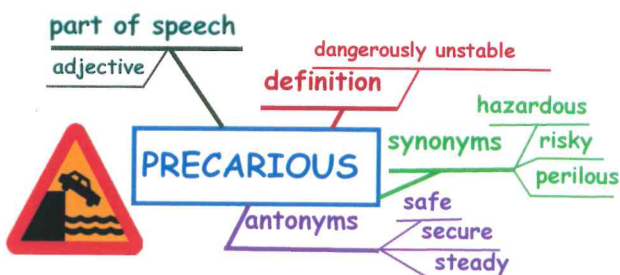 part of speech
adjective
dangerously unstable
definition
hazardous
synonyms
risky
perilous
PRECARIOUS
antonyms
safe
secure
steady